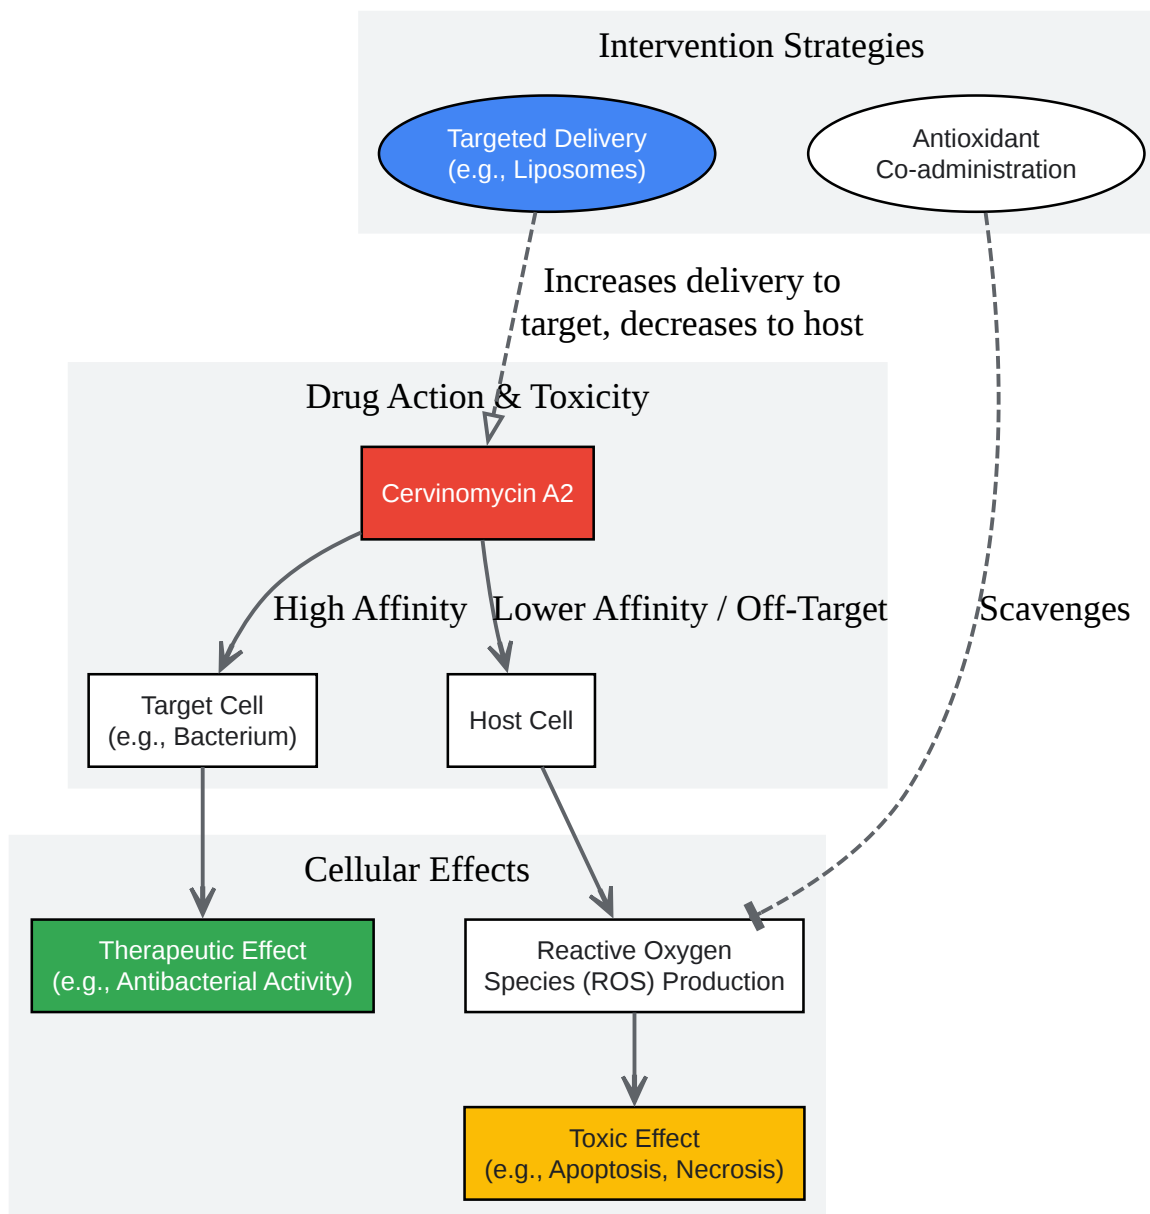 Intervention Strategies
Targeted Delivery
(e.g., Liposomes)
Antioxidant
Co-administration
Increases delivery to
target, decreases to host
Drug Action & Toxicity
Cervinomycin A2
High Affinity
Lower Affinity / Off-Target
Scavenges
Target Cell
(e.g., Bacterium)
Host Cell
Cellular Effects
Therapeutic Effect
(e.g., Antibacterial Activity)
Reactive Oxygen
Species (ROS) Production
Toxic Effect
(e.g., Apoptosis, Necrosis)